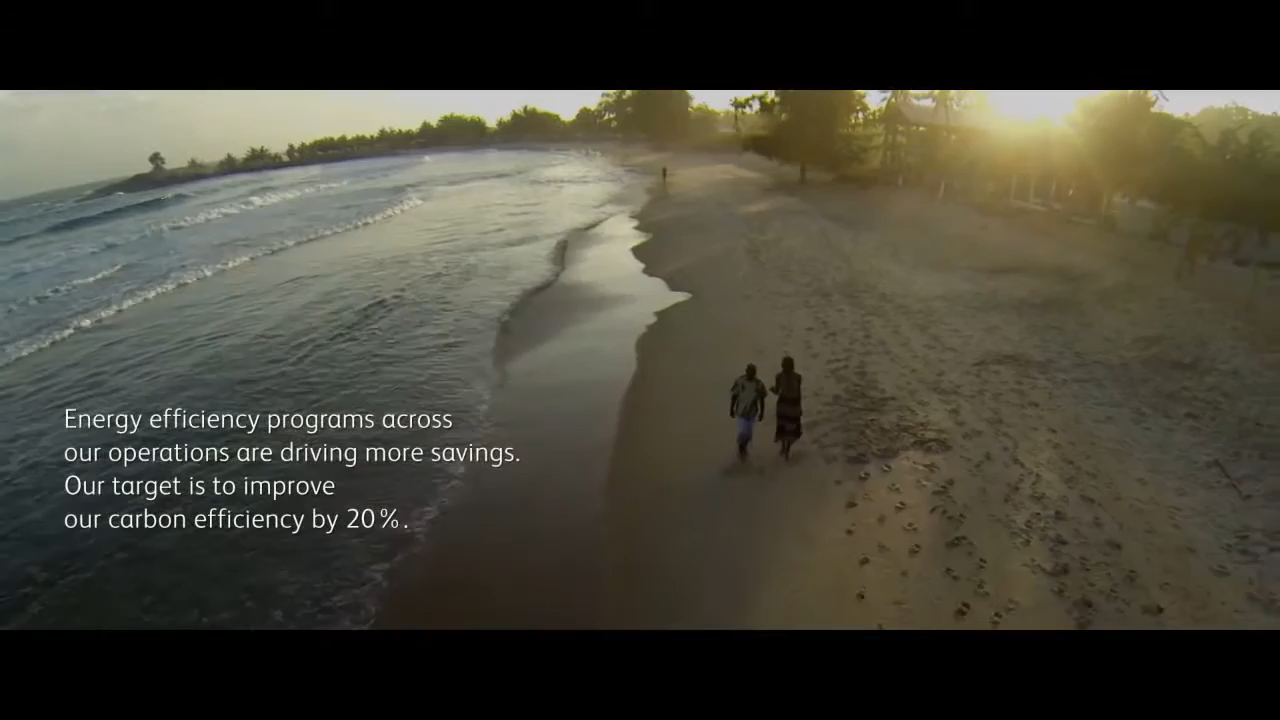 Energy efficiency programs across
our operations are driving more savings.
Our target is to improve
our carbon efficiency by 20%.